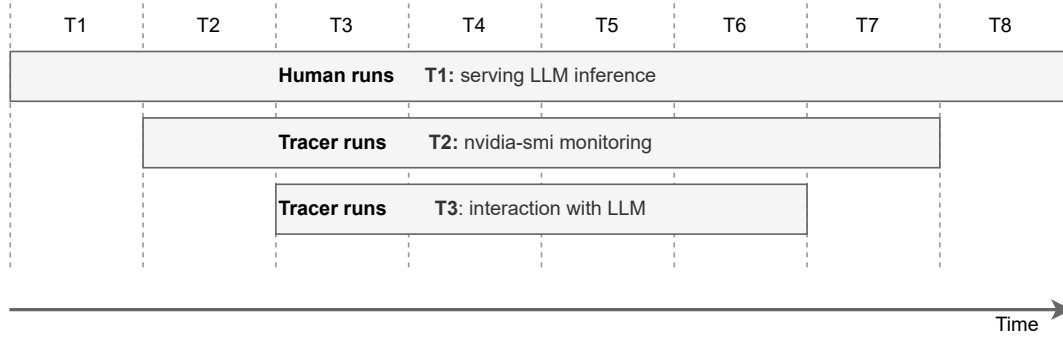 T1 T2 T3 T4 T5 T6 T7 T8
Human runs T1: serving LLM inference
Tracer runs T2: nvidia-smi monitoring
Tracer runs T3: interaction with LLM
Time